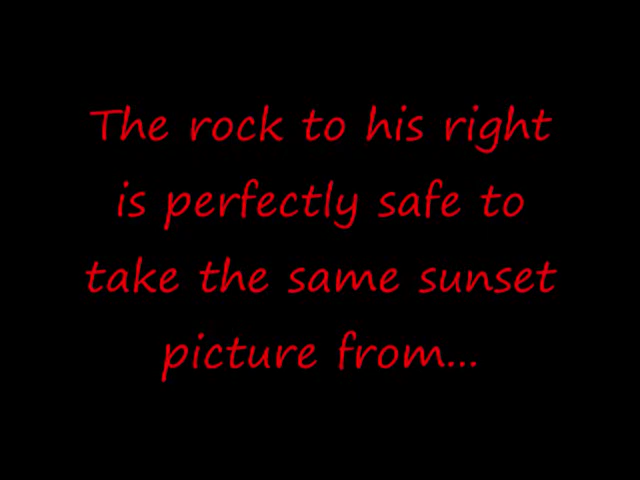 The rock to his right
is perfectly safe to
take the same sunset
picture from...